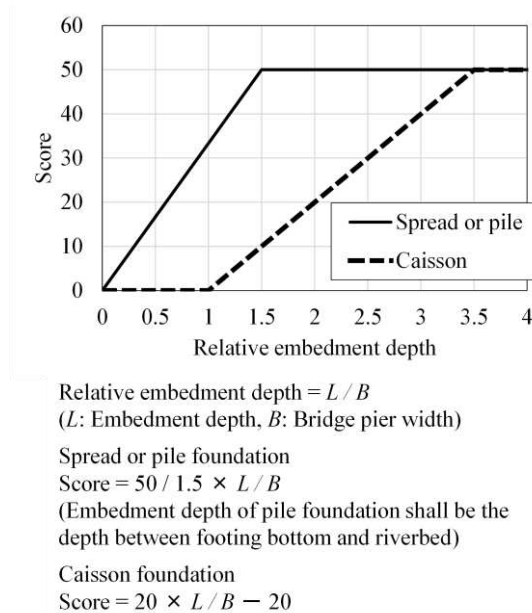 60
50
40
30
20
10
0
Score
Spread or pile
Caisson
0 0.5 1 1.5 2 2.5 3 3.5 4
Relative embedment depth
Relative embedment depth = L / B
(L: Embedment depth, B: Bridge pier width)
Spread or pile foundation
Score = 50 / 1.5 × L / B
(Embedment depth of pile foundation shall be the
depth between footing bottom and riverbed)
Caisson foundation
Score = 20 × L / B − 20